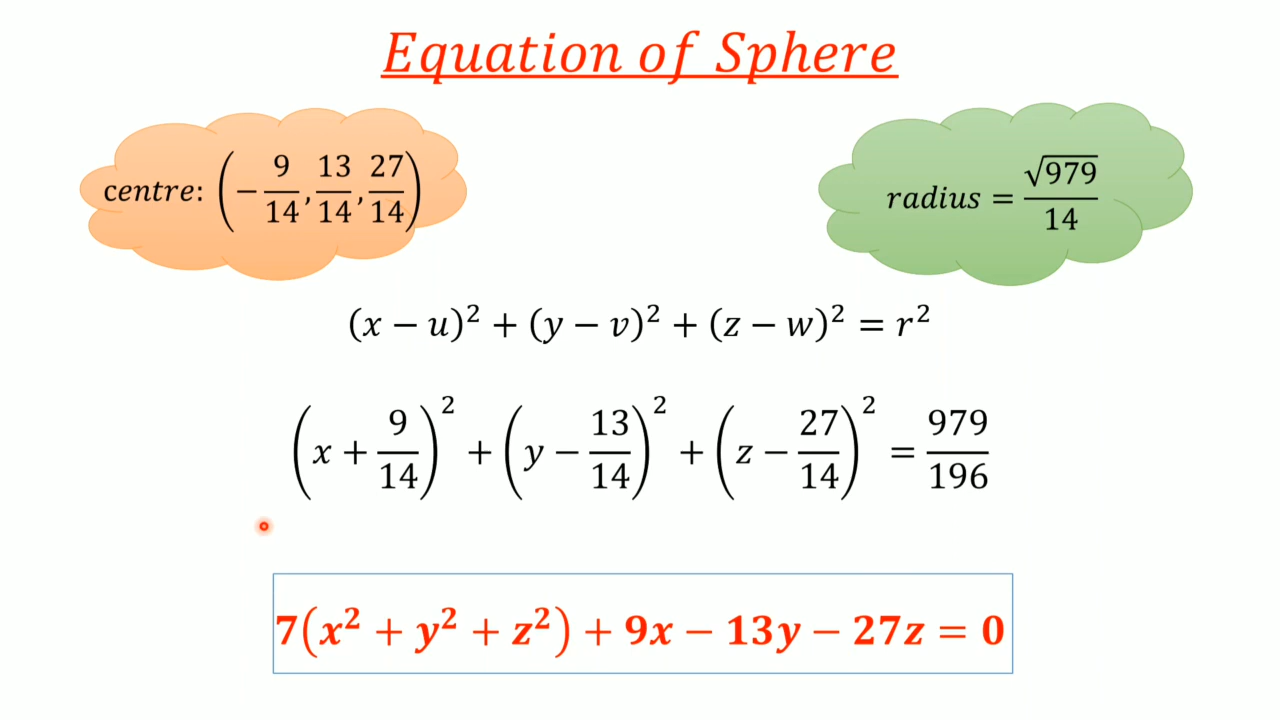 Equation of Sphere
centre: (−9/14, 13/14, 27/14)
radius = √979/14
(x − u)² + (y − v)² + (z − w)² = r²
(x + 9/14)² + (y − 13/14)² + (z − 27/14)² = 979/196
7(x² + y² + z²) + 9x − 13y − 27z = 0